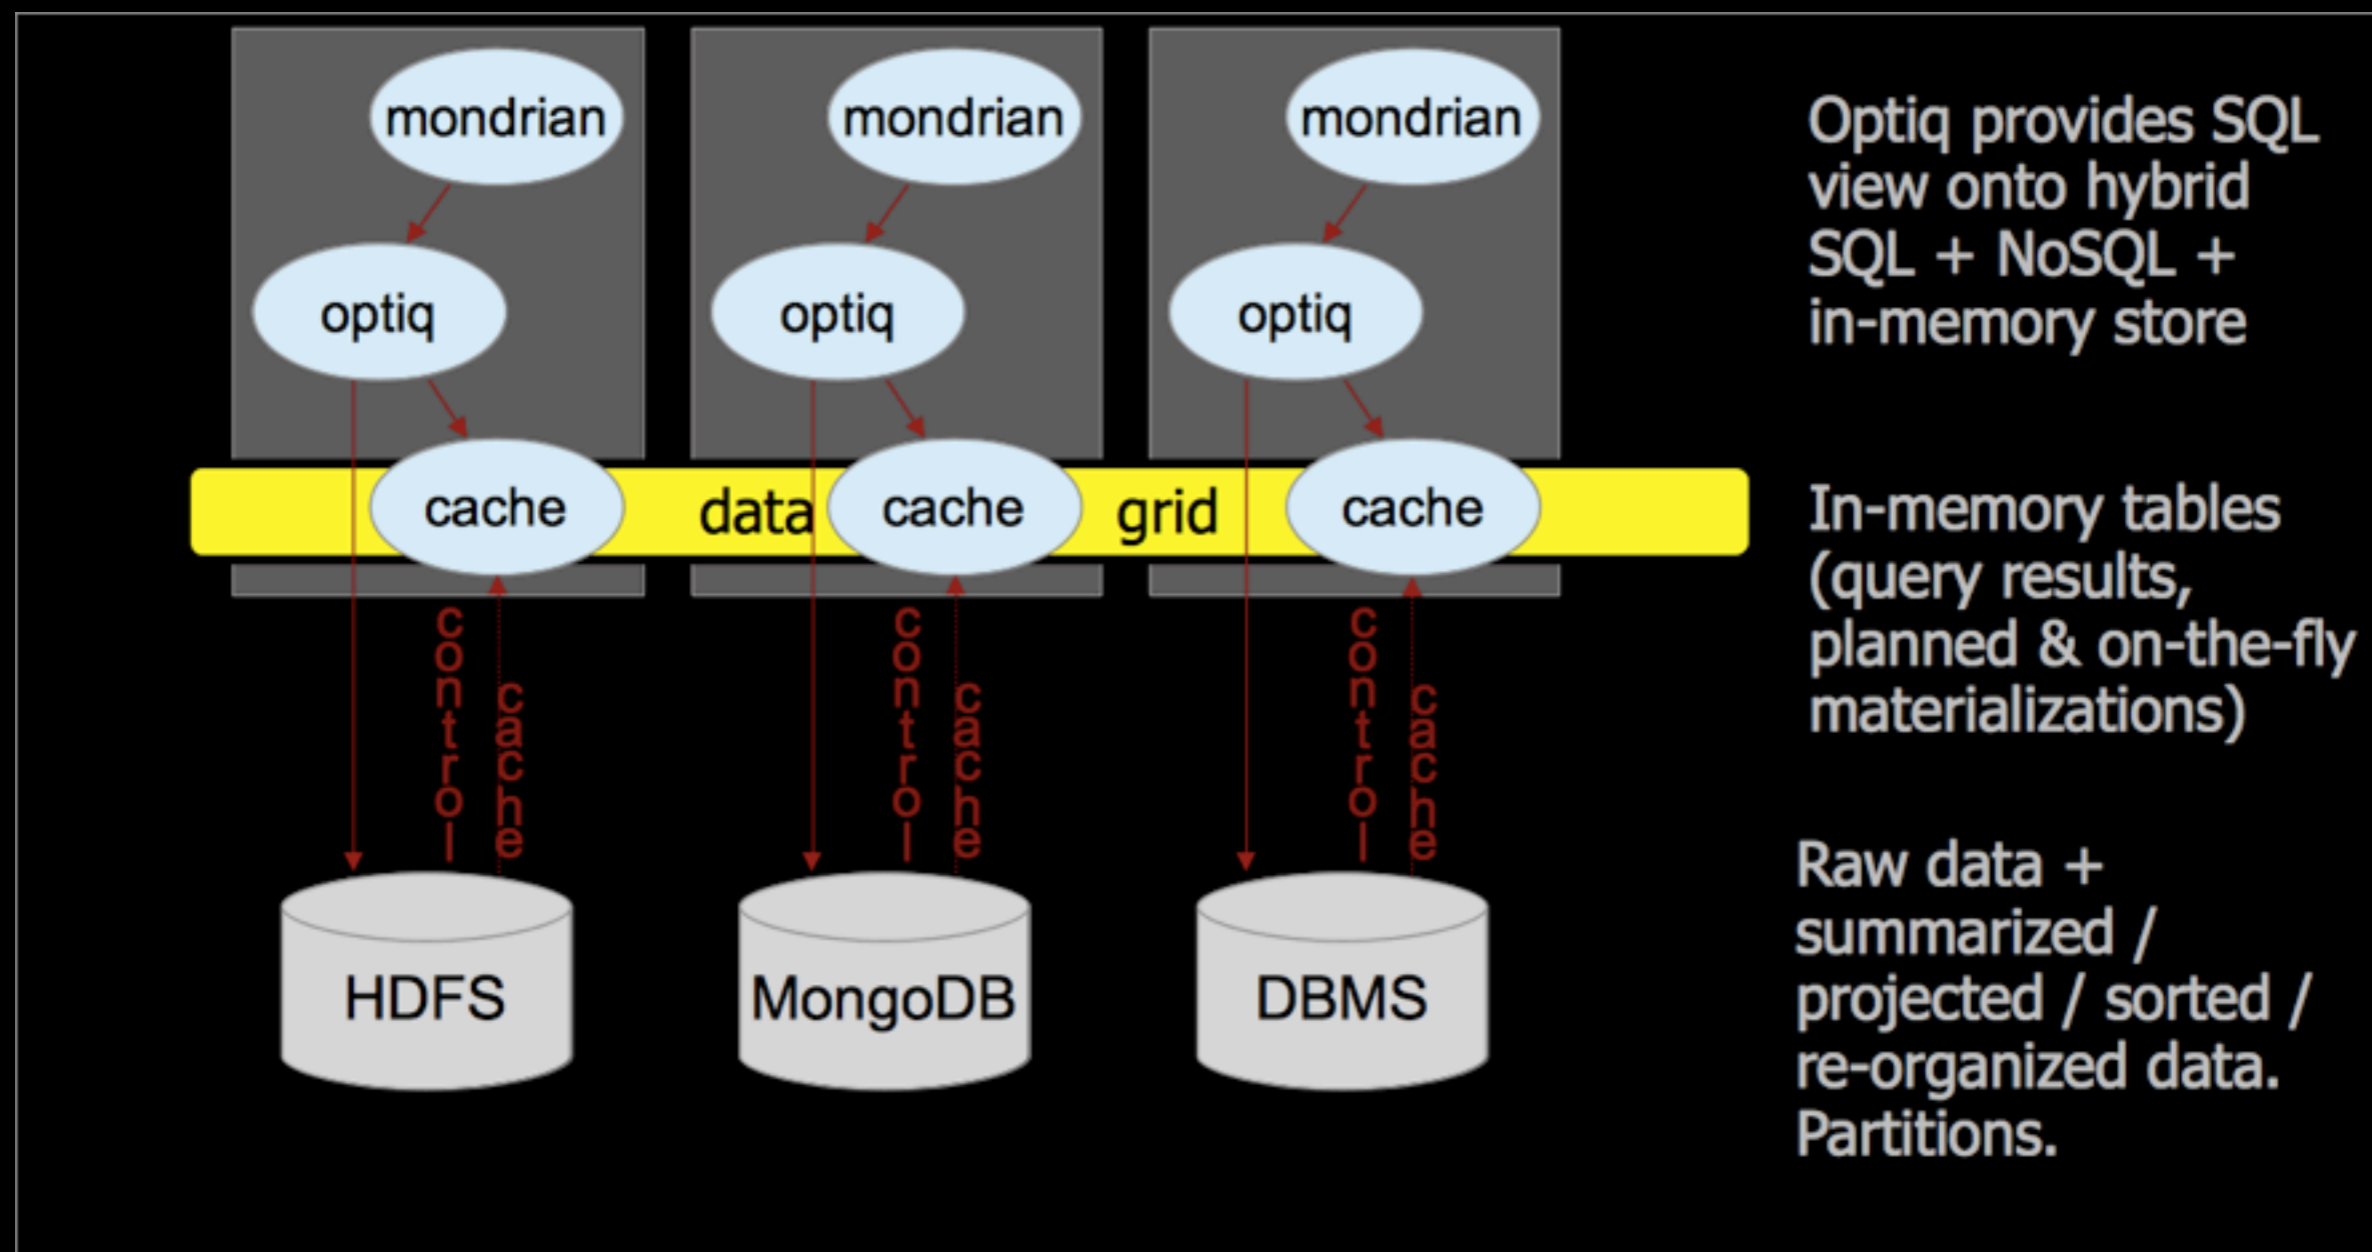 mondrian
mondrian
mondrian
Optiq provides SQL
view onto hybrid
SQL + NoSQL +
in-memory store
optiq
optiq
optiq
cache
data
cache
grid
cache
In-memory tables
(query results,
planned & on-the-fly
materializations)
control
cache
control
cache
control
cache
HDFS
MongoDB
DBMS
Raw data +
summarized /
projected / sorted /
re-organized data.
Partitions.